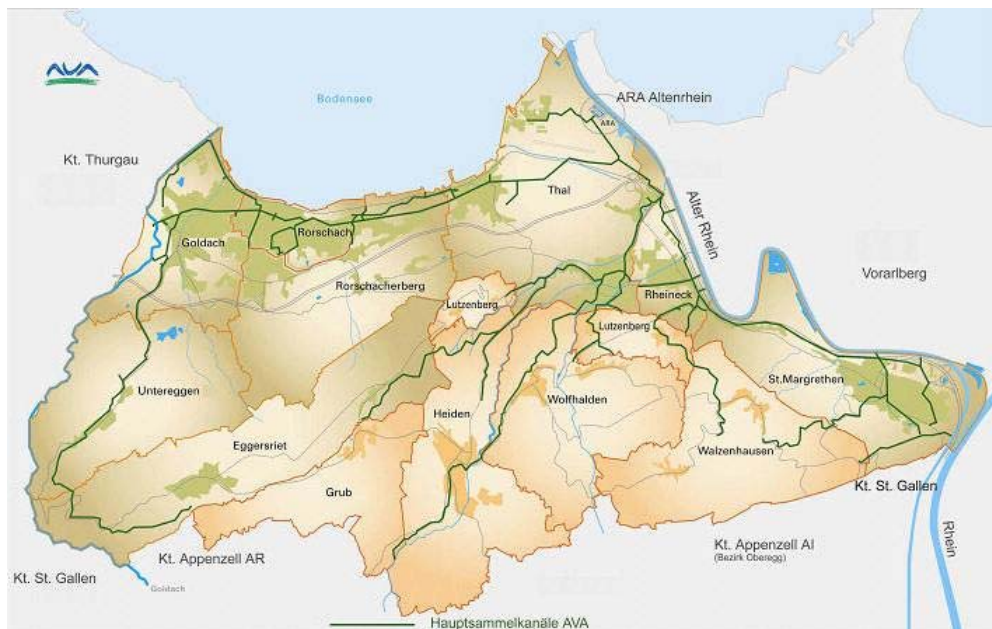 AVA
Bodensee
ARA Altenrhein
ARA
Kt. Thurgau
Thal
Alter Rhein
Goldach
Rorschach
Vorarlberg
Rorschacherberg
Lutzenberg
Rheineck
Lutzenberg
St.Margrethen
Untereggen
Wolfhalden
Heiden
Eggersriet
Walzenhausen
Grub
Kt. St. Gallen
Kt. Appenzell AI
(Bezirk Oberegg)
Rhein
Kt. Appenzell AR
Kt. St. Gallen
Goldach
Hauptsammelkanäle AVA